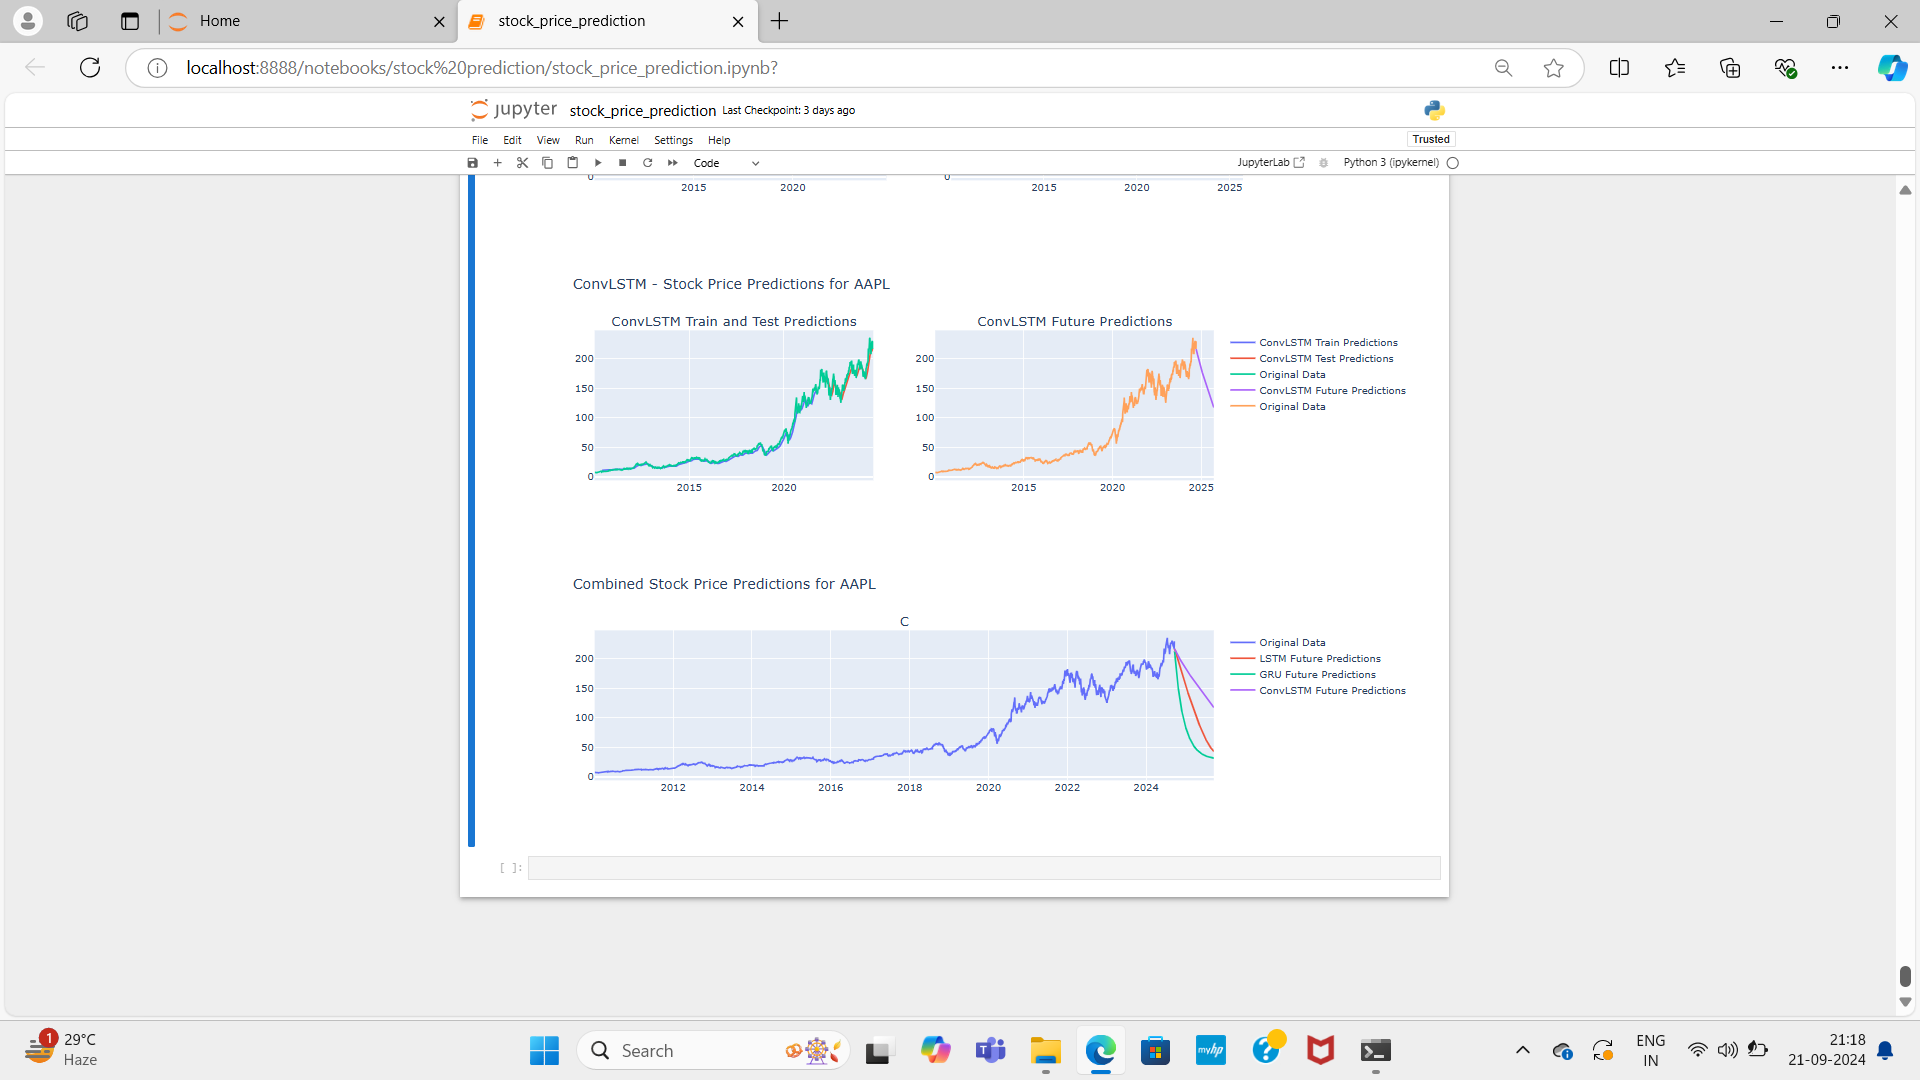 Home
stock_price_prediction
localhost:8888/notebooks/stock%20prediction/stock_price_prediction.ipynb?
jupyter stock_price_prediction Last Checkpoint: 3 days ago
File Edit View Run Kernel Settings Help
Trusted
Code
JupyterLab
Python 3 (ipykernel)
0
2015 2020
0
2015 2020 2025
ConvLSTM - Stock Price Predictions for AAPL
ConvLSTM Train and Test Predictions
200
150
100
50
0
2015 2020
ConvLSTM Future Predictions
200
150
100
50
0
2015 2020 2025
ConvLSTM Train Predictions
ConvLSTM Test Predictions
Original Data
ConvLSTM Future Predictions
Original Data
Combined Stock Price Predictions for AAPL
C
200
150
100
50
0
2012 2014 2016 2018 2020 2022 2024
Original Data
LSTM Future Predictions
GRU Future Predictions
ConvLSTM Future Predictions
[ ]:
1
29°C
Haze
Search
myhp
ENG
IN
21:18
21-09-2024